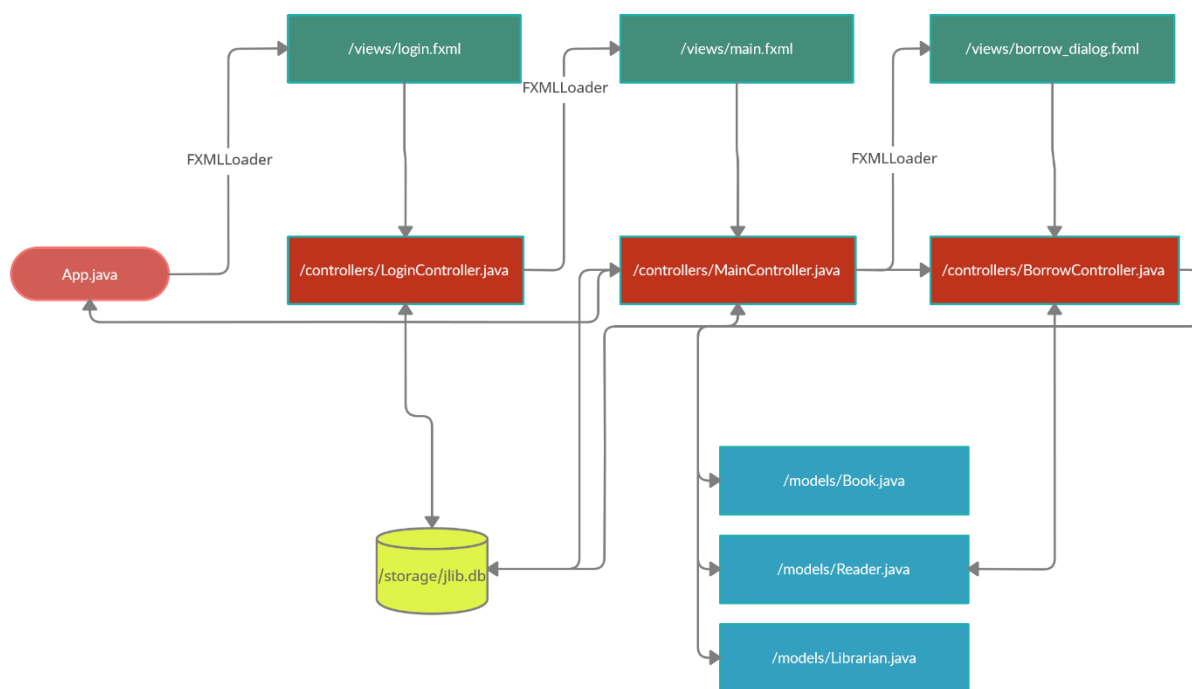 /views/login.fxml
/views/main.fxml
/views/borrow_dialog.fxml
FXMLLoader
FXMLLoader
FXMLLoader
App.java
/controllers/LoginController.java
/controllers/MainController.java
/controllers/BorrowController.java
/models/Book.java
/storage/jlib.db
/models/Reader.java
/models/Librarian.java